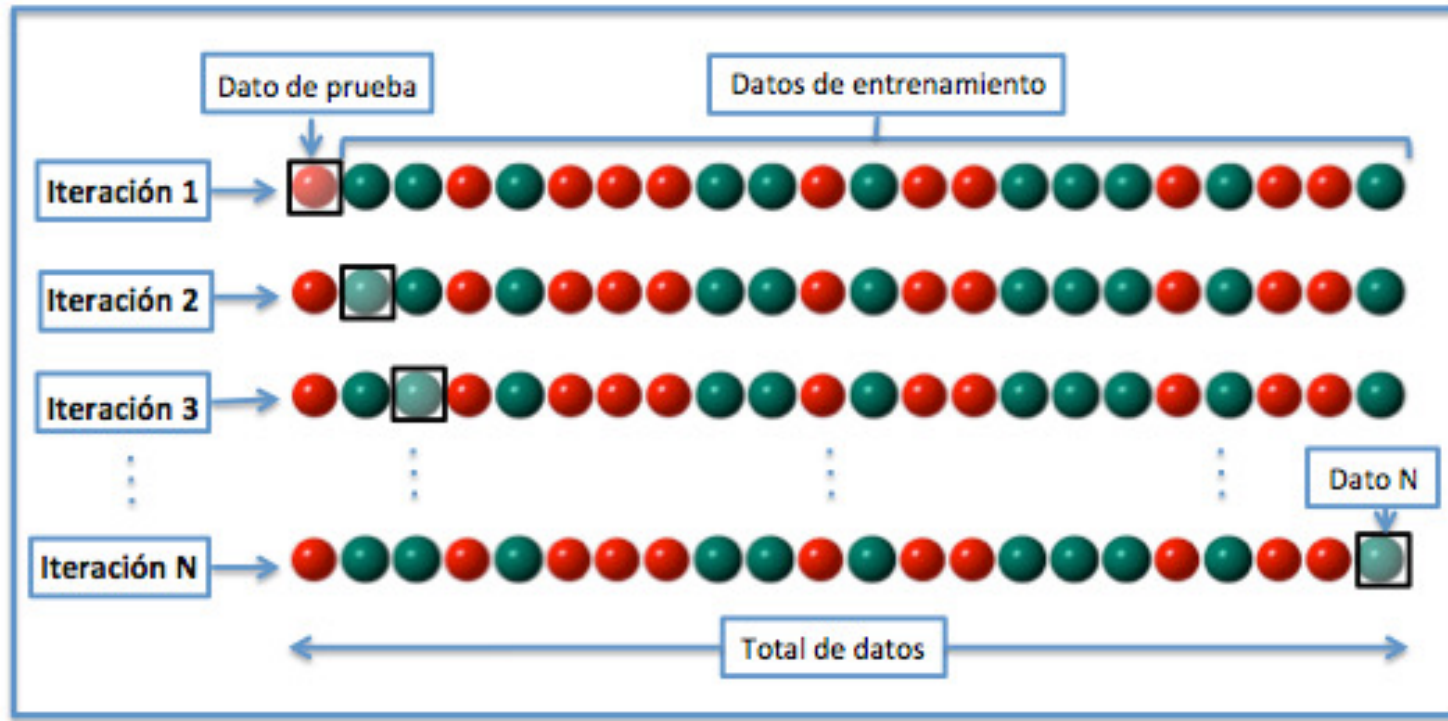 Dato de prueba
Datos de entrenamiento
Iteración 1
Iteración 2
Iteración 3
Dato N
Iteración N
Total de datos